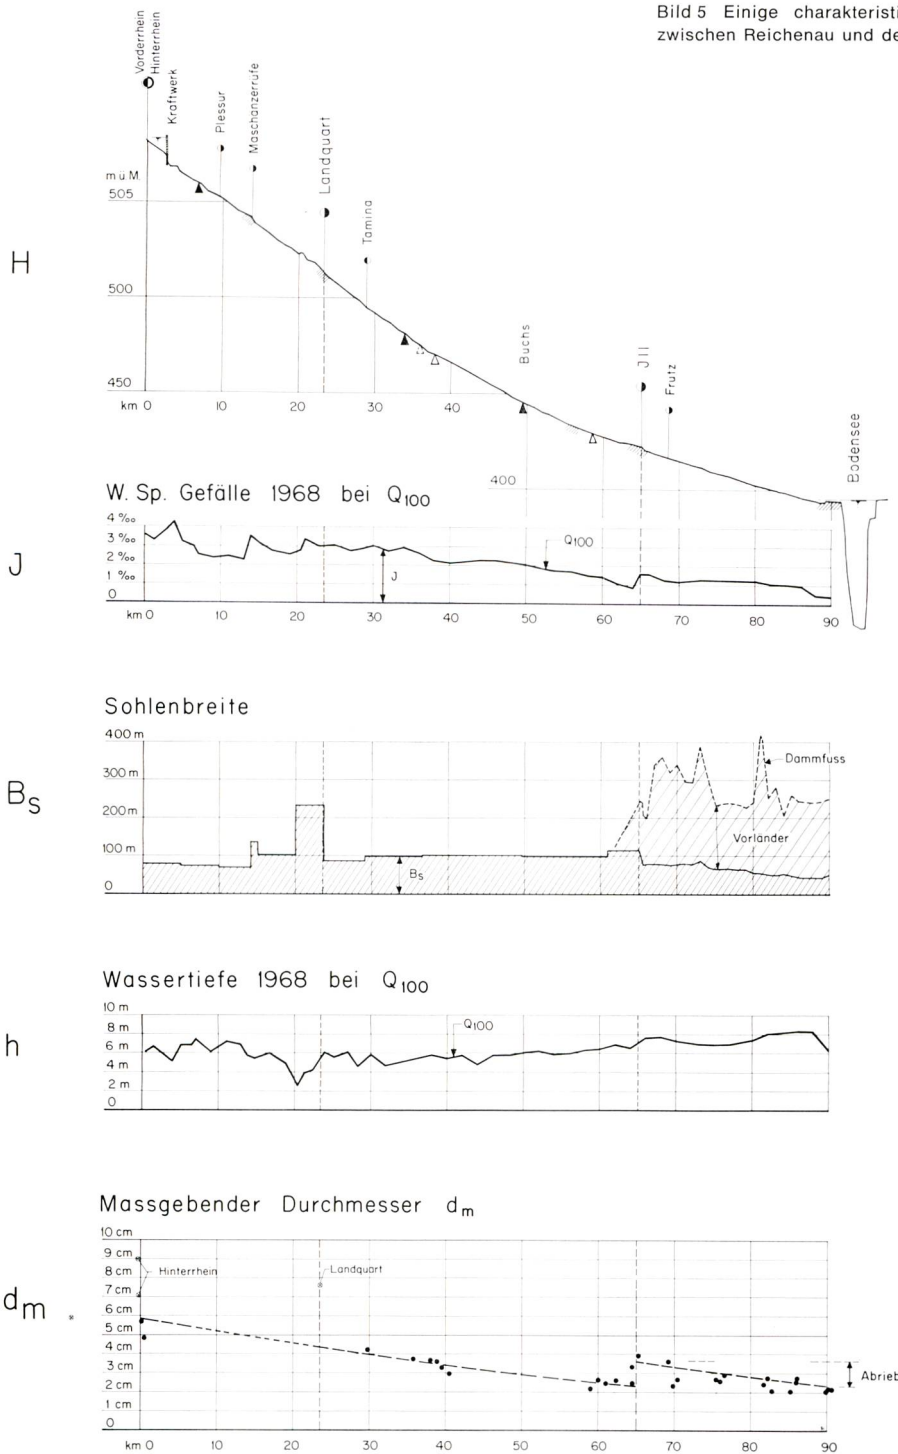 Bild 5 Einige charakteristi
zwischen Reichenau und de
Vorderrhein
Hinterrhein
Kraftwerk
Plessur
Maschanzerrufe
Landquart
Tamina
Buchs
Jll
Frutz
Bodensee
H
m ü.M.
505
500
450
400
km 0 10 20 30 40
W. Sp. Gefälle 1968 bei Q100
J
4 ‰
3 ‰
2 ‰
1 ‰
0
Q100
J
km 0 10 20 30 40 50 60 70 80 90
Sohlenbreite
Bs
400 m
300 m
200 m
100 m
0
Dammfuss
Vorländer
Bs
Wassertiefe 1968 bei Q100
h
10 m
8 m
6 m
4 m
2 m
0
Q100
Massgebender Durchmesser dm
dm
10 cm
9 cm
8 cm
7 cm
6 cm
5 cm
4 cm
3 cm
2 cm
1 cm
0
Hinterrhein
Landquart
Abrieb
km 0 10 20 30 40 50 60 70 80 90